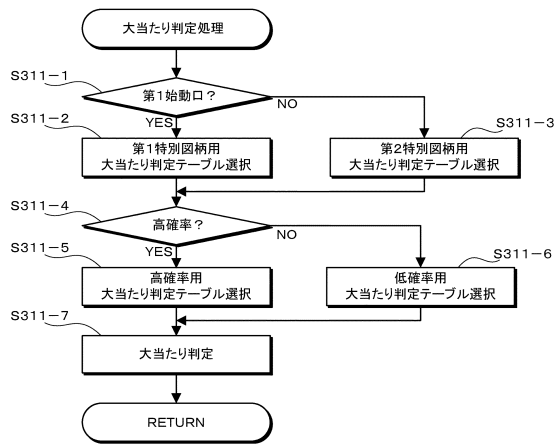 大当たり判定処理
S311-1
第1始動口?
NO
S311-2
YES
S311-3
第1特別図柄用
大当たり判定テーブル選択
第2特別図柄用
大当たり判定テーブル選択
S311-4
高確率?
NO
S311-5
YES
S311-6
高確率用
大当たり判定テーブル選択
低確率用
大当たり判定テーブル選択
S311-7
大当たり判定
RETURN